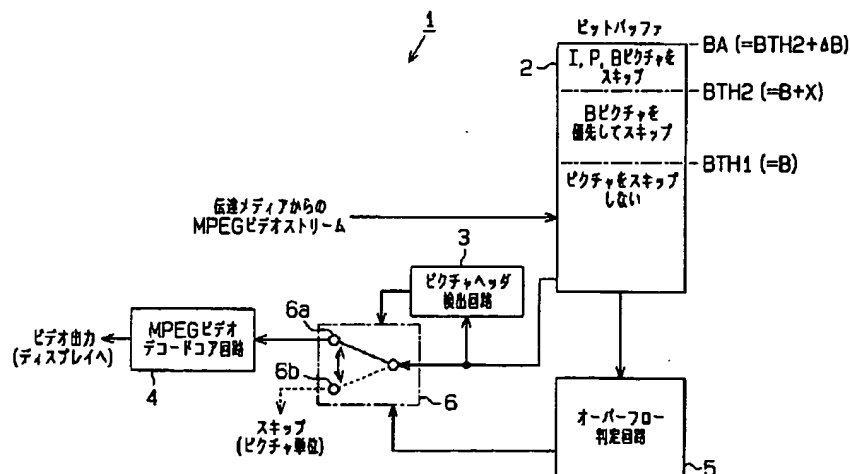 1
ビットバッファ
BA (=BTH2+ΔB)
2
I, P, Bピクチャを
スキップ
BTH2 (=B+X)
Bピクチャを
優先してスキップ
BTH1 (=B)
ピクチャをスキップ
しない
伝達メディアからの
MPEGビデオストリーム
3
ピクチャヘッダ
検出回路
6a
MPEGビデオ
デコードコア回路
ビデオ出力
(ディスプレイへ)
4
6b
6
スキップ
(ピクチャ単位)
オーバーフロー
判定回路
5